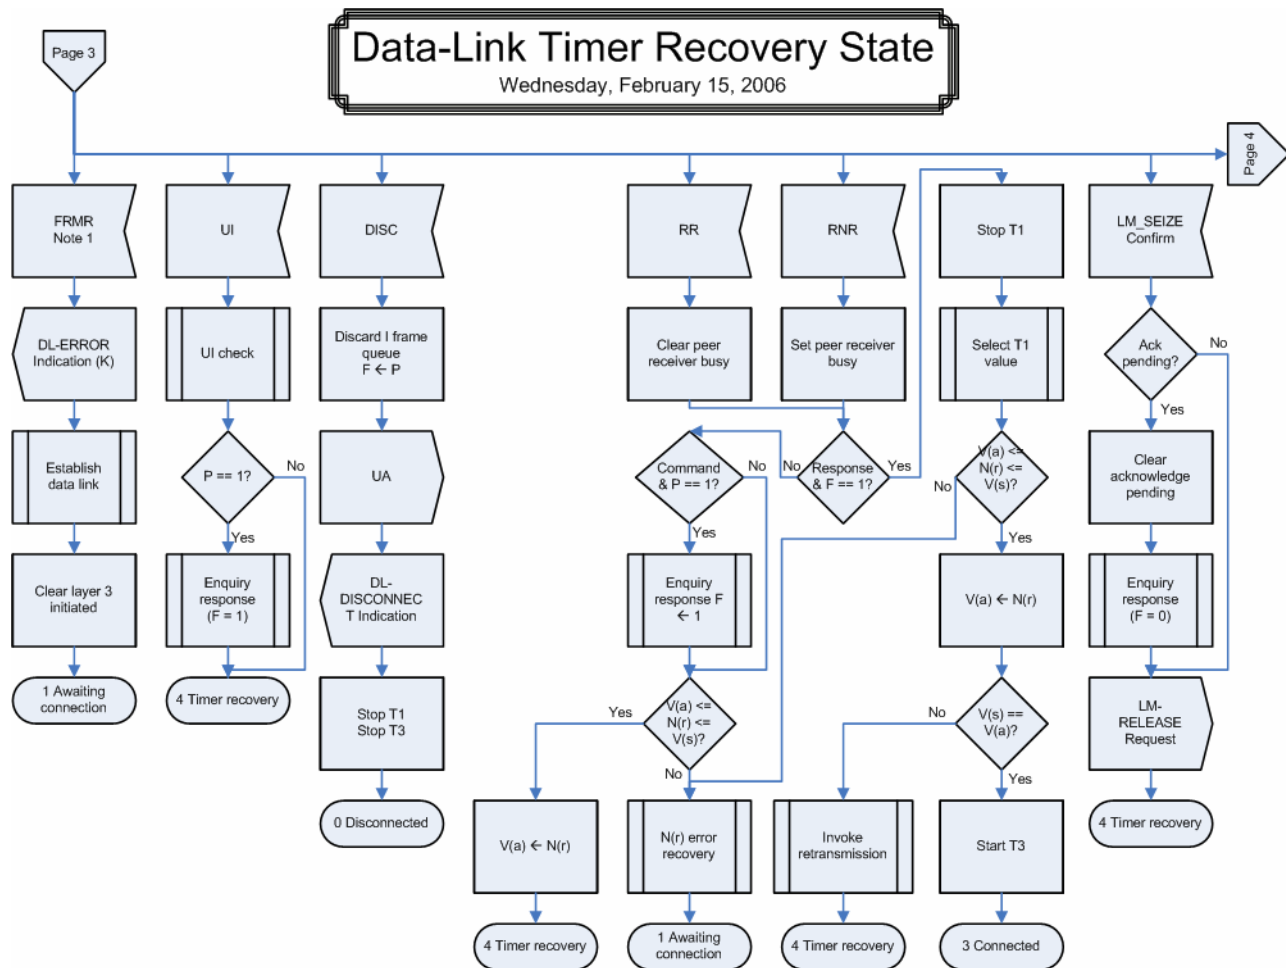 Page 3
Data-Link Timer Recovery State
Wednesday, February 15, 2006
Page 4
FRMR
Note 1
UI
DISC
RR
RNR
Stop T1
LM_SEIZE
Confirm
DL-ERROR
Indication (K)
UI check
Discard I frame
queue
F ← P
Clear peer
receiver busy
Set peer receiver
busy
Select T1
value
Ack
pending?
No
Yes
Establish
data link
P == 1?
No
Yes
UA
Command
& P == 1?
No
Yes
No
Response
& F == 1?
Yes
No
V(a) <=
N(r) <=
V(s)?
Yes
Clear
acknowledge
pending
Clear layer 3
initiated
Enquiry
response
(F = 1)
DL-
DISCONNEC
T Indication
Enquiry
response F
← 1
V(a) ← N(r)
Enquiry
response
(F = 0)
1 Awaiting
connection
4 Timer recovery
Stop T1
Stop T3
Yes
V(a) <=
N(r) <=
V(s)?
No
No
V(s) ==
V(a)?
Yes
LM-
RELEASE
Request
0 Disconnected
V(a) ← N(r)
N(r) error
recovery
Invoke
retransmission
Start T3
4 Timer recovery
4 Timer recovery
1 Awaiting
connection
4 Timer recovery
3 Connected